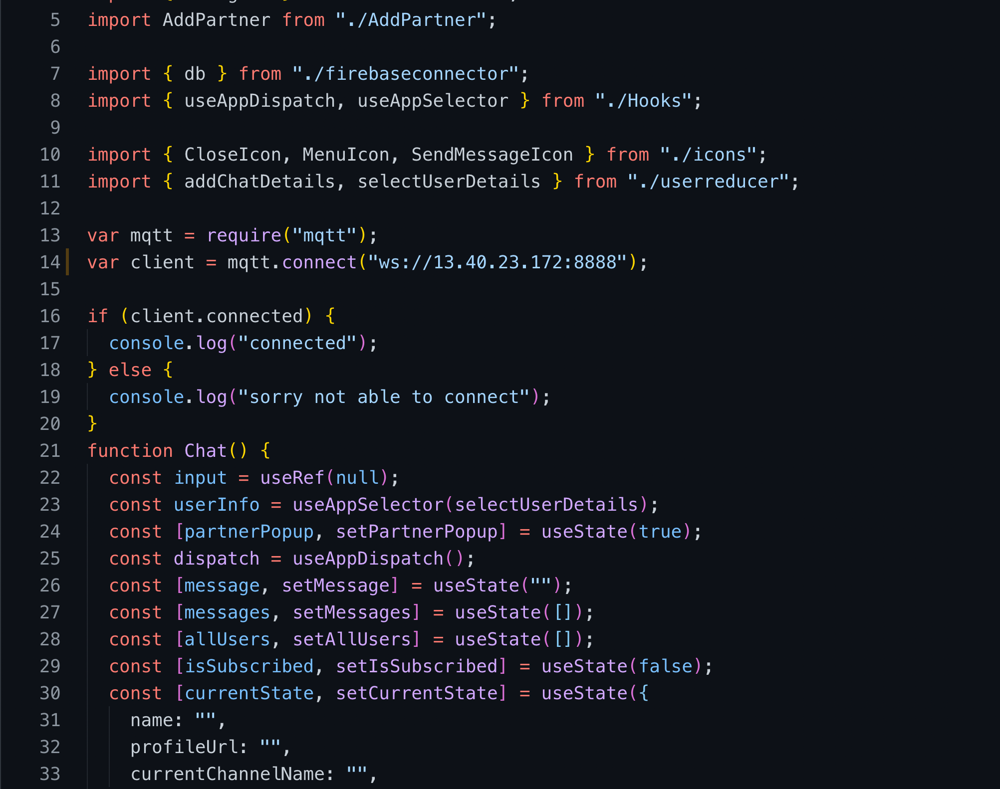 5 import AddPartner from "./AddPartner";
6
7 import { db } from "./firebaseconnector";
8 import { useAppDispatch, useAppSelector } from "./Hooks";
9
10 import { CloseIcon, MenuIcon, SendMessageIcon } from "./icons";
11 import { addChatDetails, selectUserDetails } from "./userreducer";
12
13 var mqtt = require("mqtt");
14 var client = mqtt.connect("ws://13.40.23.172:8888");
15
16 if (client.connected) {
17   console.log("connected");
18 } else {
19   console.log("sorry not able to connect");
20 }
21 function Chat() {
22   const input = useRef(null);
23   const userInfo = useAppSelector(selectUserDetails);
24   const [partnerPopup, setPartnerPopup] = useState(true);
25   const dispatch = useAppDispatch();
26   const [message, setMessage] = useState("");
27   const [messages, setMessages] = useState([]);
28   const [allUsers, setAllUsers] = useState([]);
29   const [isSubscribed, setIsSubscribed] = useState(false);
30   const [currentState, setCurrentState] = useState({
31     name: "",
32     profileUrl: "",
33     currentChannelName: "",